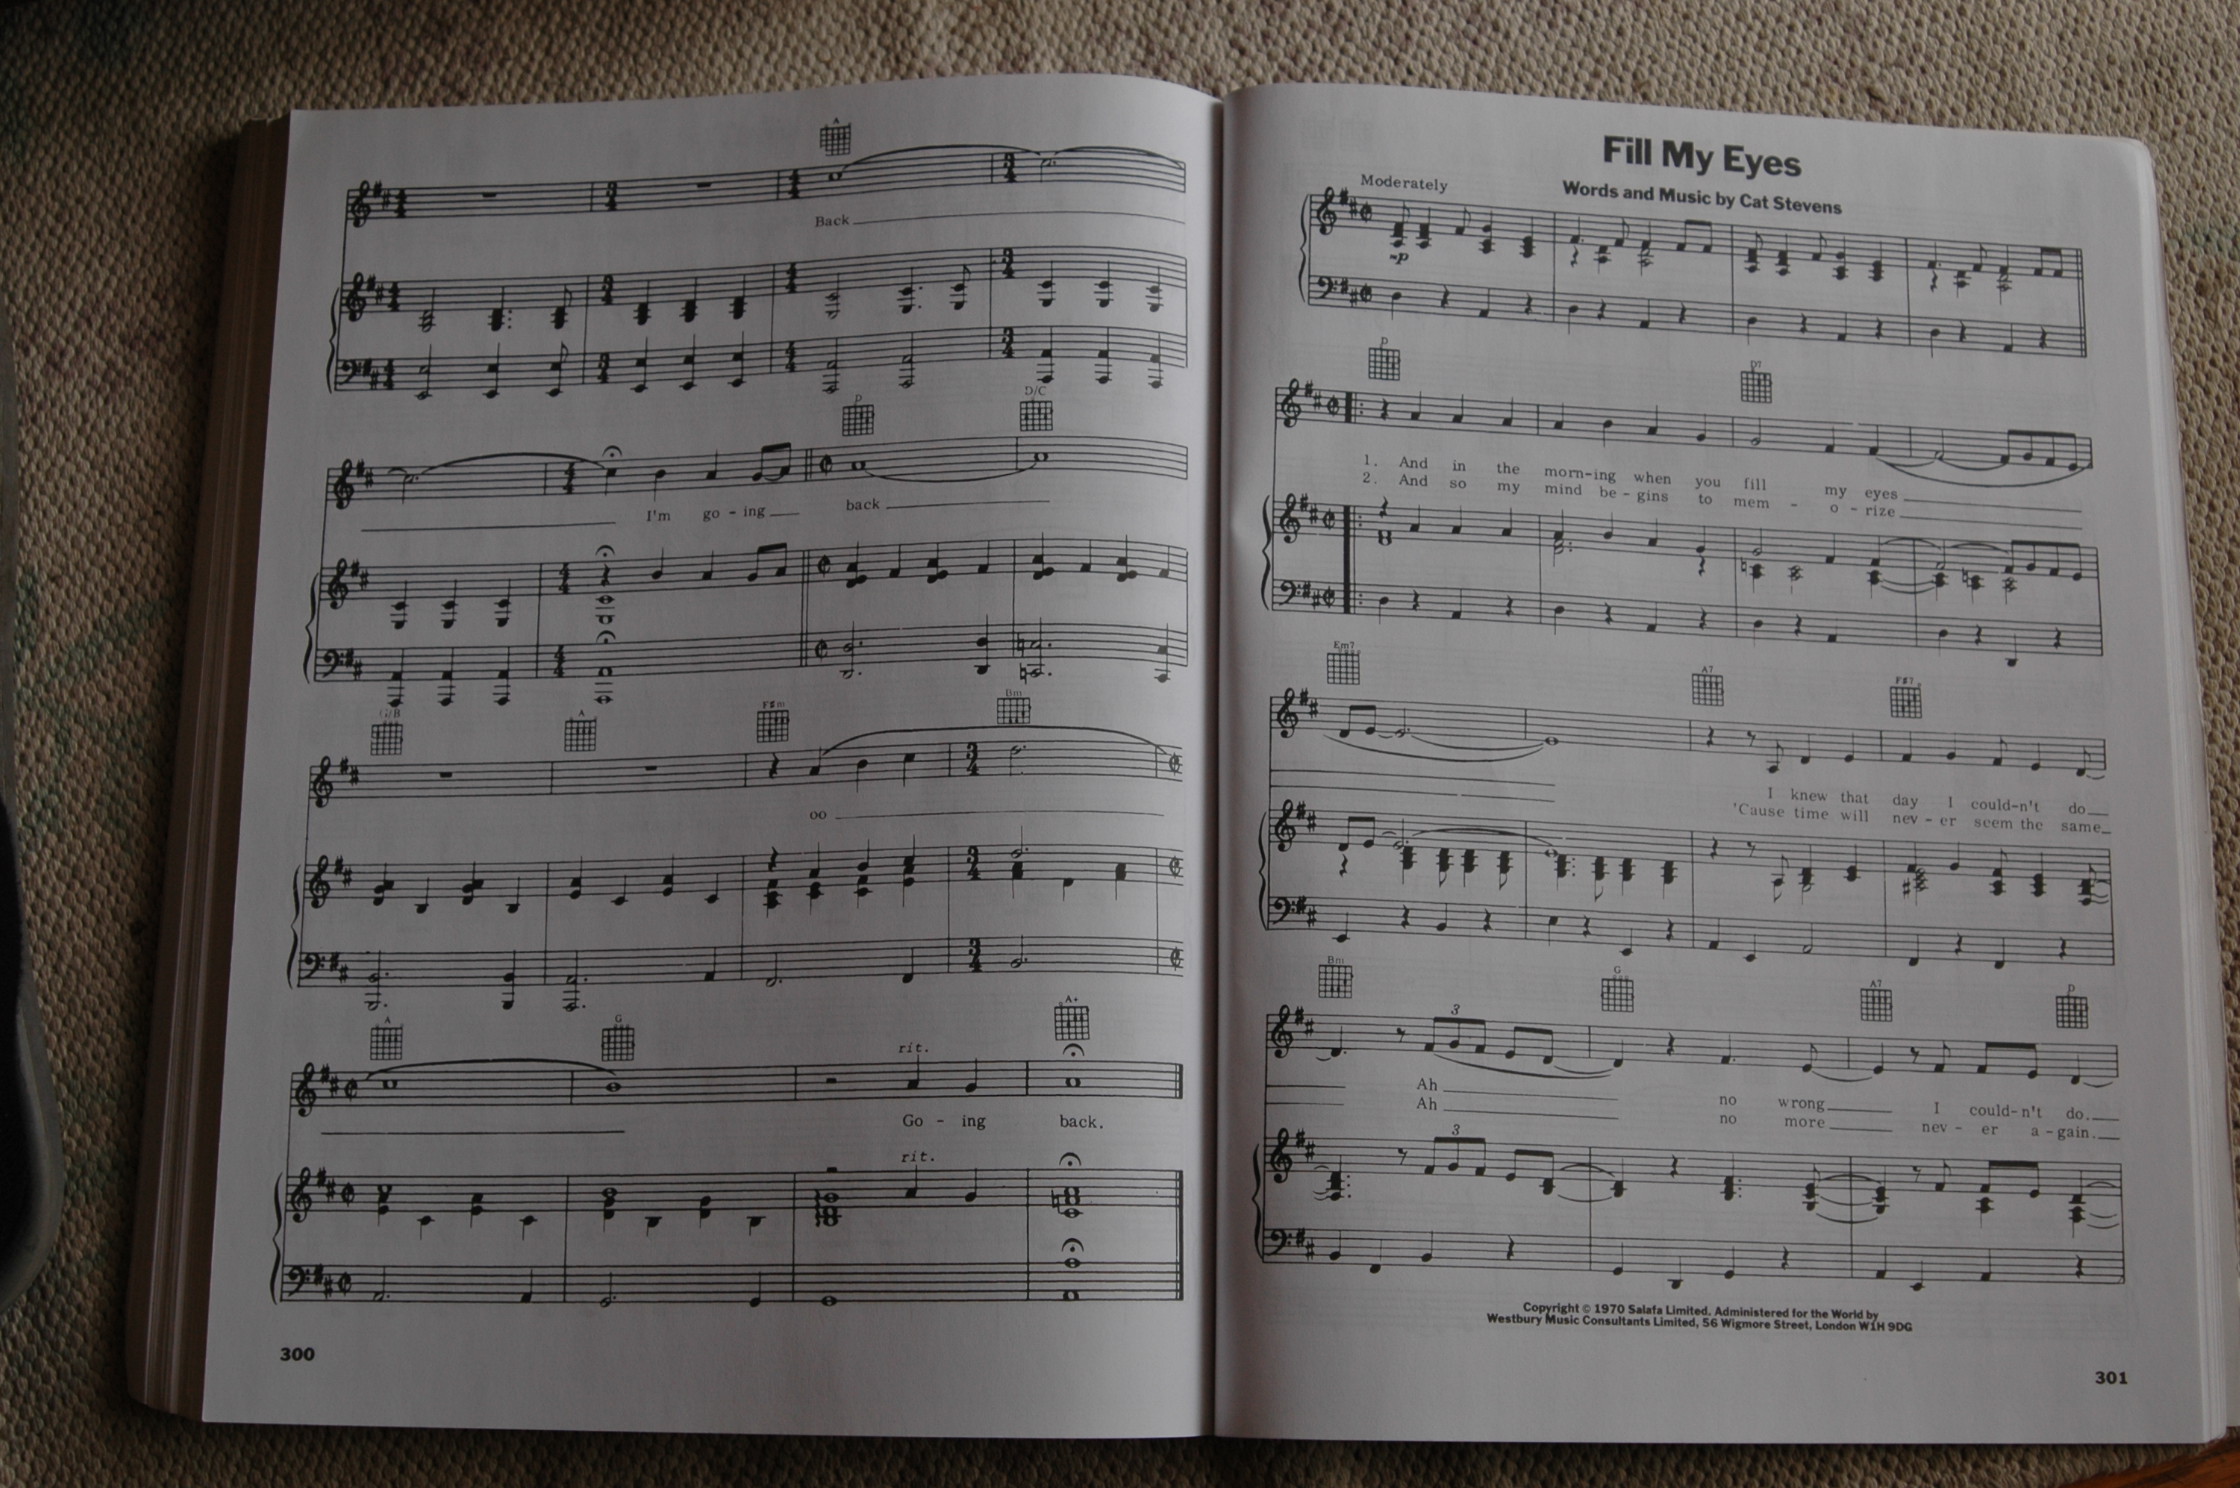 A
Back
D
D/C
I'm go - ing back
A
F#m
Bm
oo
A
G
A+
rit.
Go - ing back.
rit.
300
Fill My Eyes
Words and Music by Cat Stevens
Moderately
p
D
D7
1. And in the morn-ing when you fill my eyes
2. And so my mind be - gins to mem - o - rize
Em7
A7
F#7
I knew that day I could-n't do
'Cause time will nev - er seem the same
Bm
G
A7
D
3
Ah no wrong I could-n't do.
Ah no more nev - er a - gain.
3
Copyright © 1970 Salafa Limited. Administered for the World by
Westbury Music Consultants Limited, 56 Wigmore Street, London W1H 9DG
301